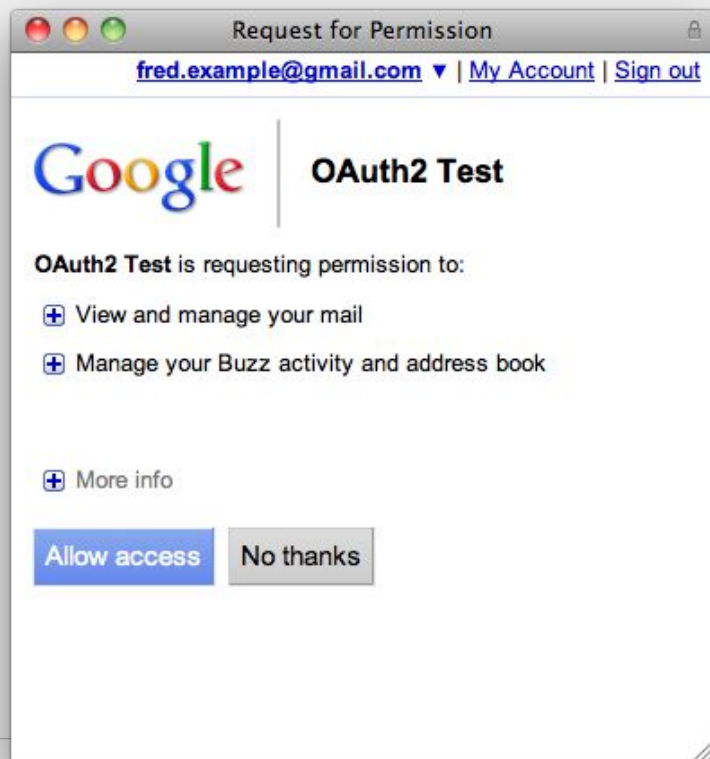 Request for Permission
fred.example@gmail.com ▼ | My Account | Sign out
Google | OAuth2 Test
OAuth2 Test is requesting permission to:
View and manage your mail
Manage your Buzz activity and address book
More info
Allow access No thanks